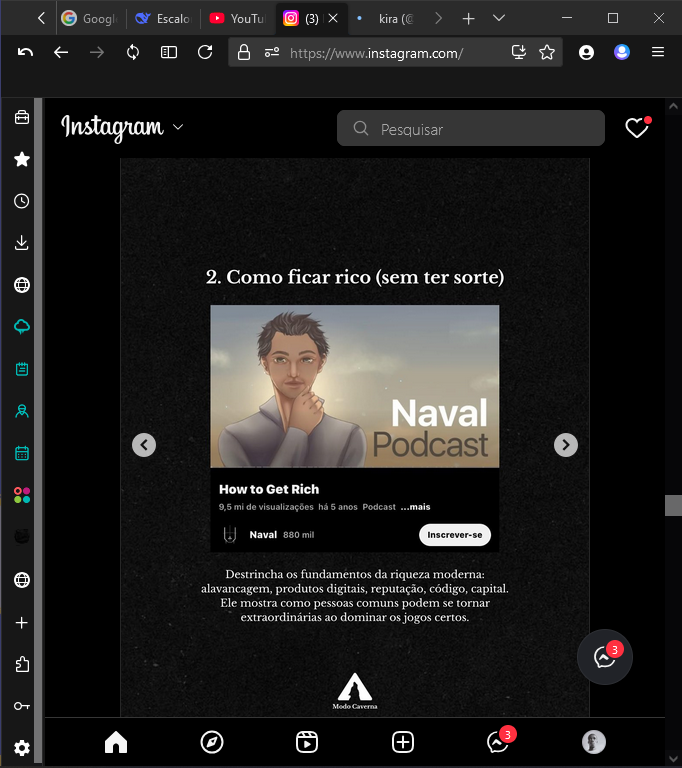 Google
Escalo
YouTu
(3)
kira (@
https://www.instagram.com/
Instagram
Pesquisar
2. Como ficar rico (sem ter sorte)
Naval
Podcast
How to Get Rich
9,5 mi de visualizações há 5 anos Podcast ...mais
Naval 880 mil
Inscrever-se
Destrincha os fundamentos da riqueza moderna:
alavancagem, produtos digitais, reputação, código, capital.
Ele mostra como pessoas comuns podem se tornar
extraordinárias ao dominar os jogos certos.
3
Modo Caverna
3